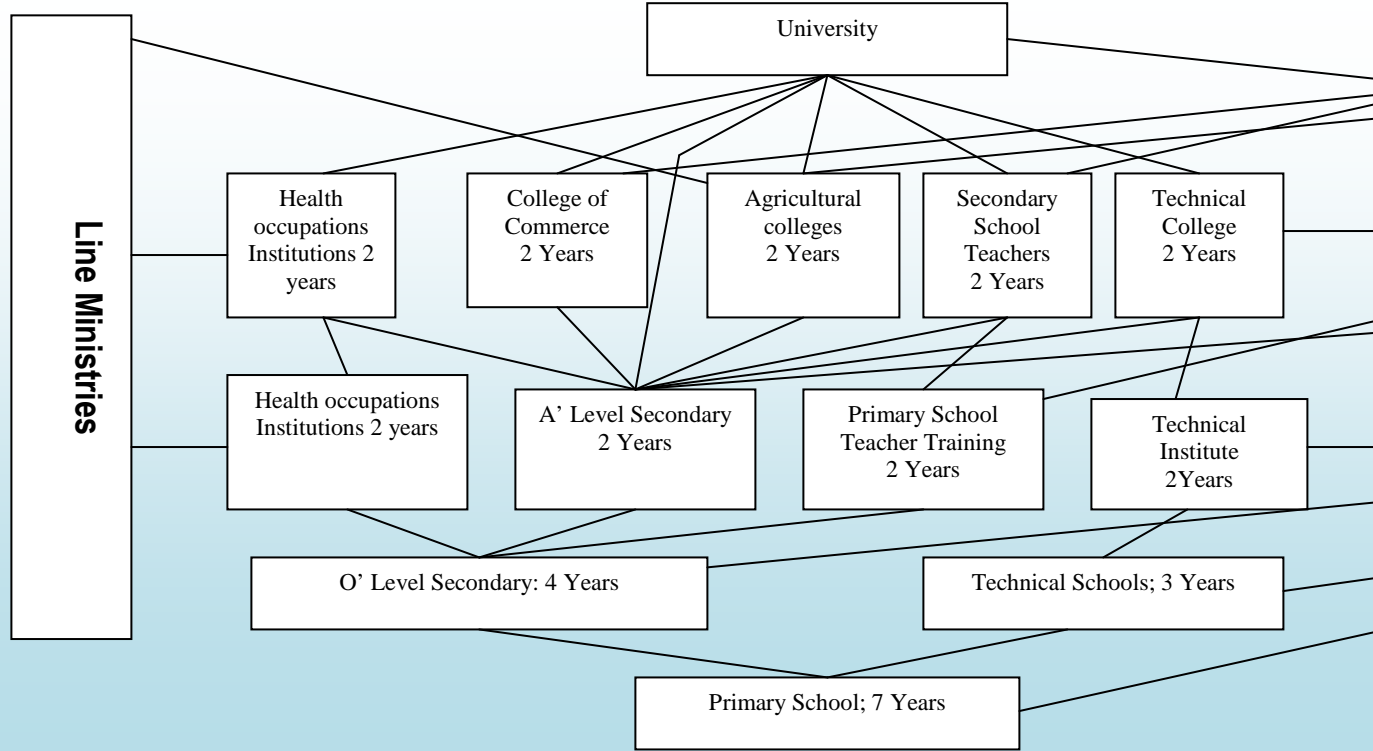 Line Ministries
University
Health
occupations
Institutions 2
years
College of
Commerce
2 Years
Agricultural
colleges
2 Years
Secondary
School
Teachers
2 Years
Technical
College
2 Years
Health occupations
Institutions 2 years
A’ Level Secondary
2 Years
Primary School
Teacher Training
2 Years
Technical
Institute
2Years
O’ Level Secondary: 4 Years
Technical Schools; 3 Years
Primary School; 7 Years